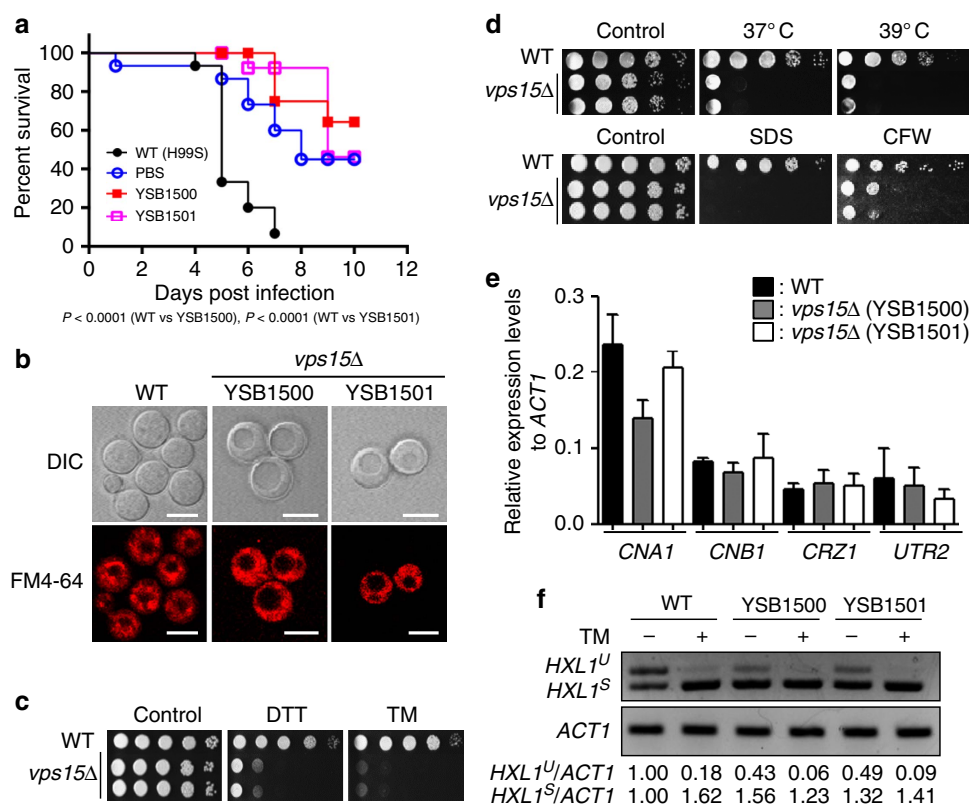 a
Percent survival
100
80
60
40
20
0
WT (H99S)
PBS
YSB1500
YSB1501
0 2 4 6 8 10 12
Days post infection
P < 0.0001 (WT vs YSB1500), P < 0.0001 (WT vs YSB1501)
b
vps15Δ
WT YSB1500 YSB1501
DIC
FM4-64
c
Control DTT TM
WT
vps15Δ
d
Control 37° C 39° C
WT
vps15Δ
Control SDS CFW
WT
vps15Δ
e
Relative expression levels
to ACT1
0.3
0.2
0.1
0.0
: WT
: vps15Δ (YSB1500)
: vps15Δ (YSB1501)
CNA1 CNB1 CRZ1 UTR2
f
WT YSB1500 YSB1501
TM – + – + – +
HXL1ᵁ
HXL1ˢ
ACT1
HXL1ᵁ/ACT1 1.00 0.18 0.43 0.06 0.49 0.09
HXL1ˢ/ACT1 1.00 1.62 1.56 1.23 1.32 1.41